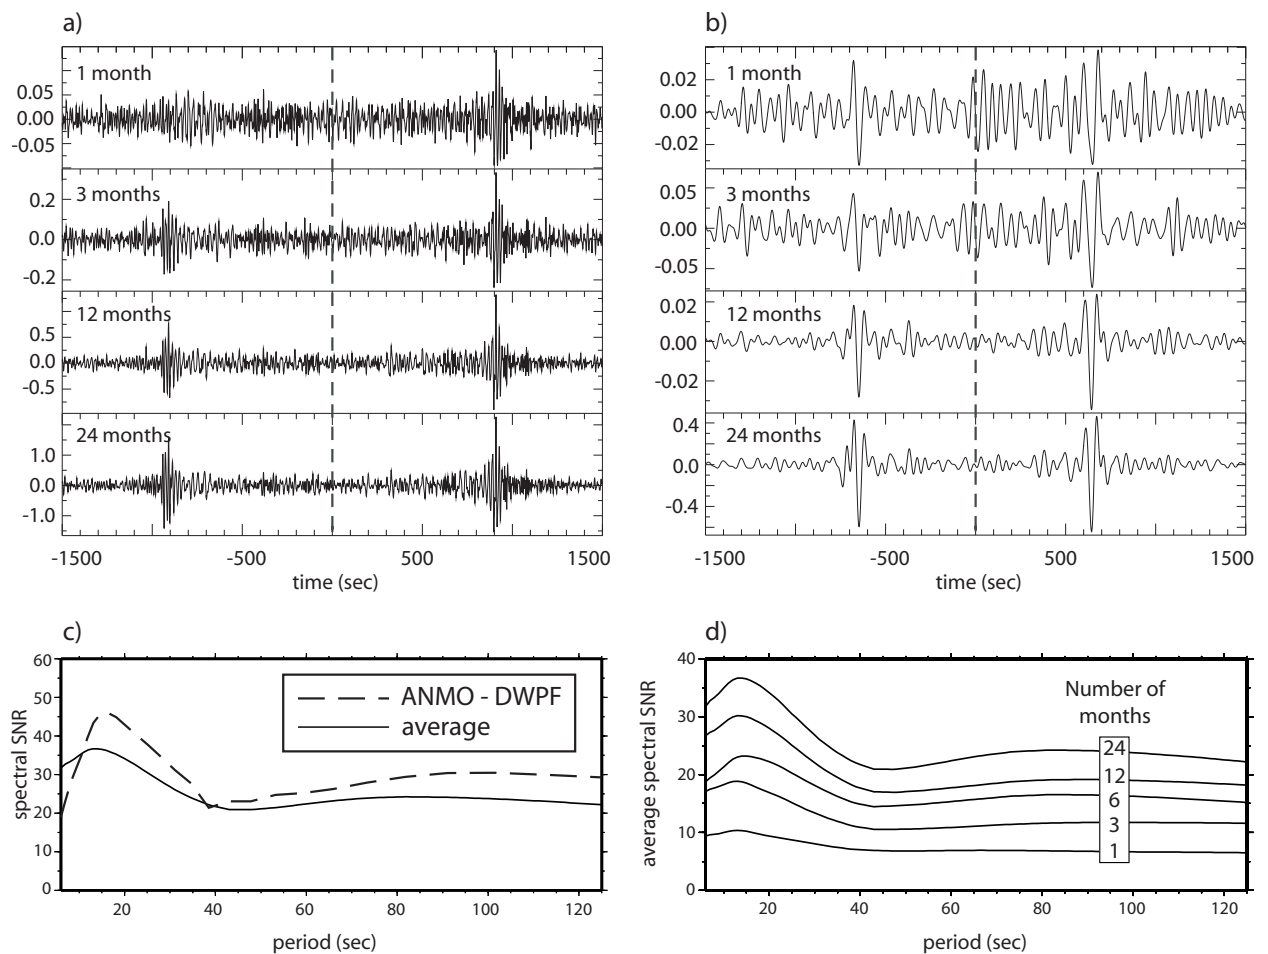 a)
1 month
0.05
0.00
-0.05
3 months
0.2
0.0
-0.2
12 months
0.5
0.0
-0.5
24 months
1.0
0.0
-1.0
-1500 -500 500 1500
time (sec)
b)
1 month
0.02
0.00
-0.02
3 months
0.05
0.00
-0.05
12 months
0.02
0.00
-0.02
24 months
0.4
0.0
-0.4
-1500 -500 500 1500
time (sec)
c)
spectral SNR
60
50
40
30
20
10
0
ANMO - DWPF
average
20 40 60 80 100 120
period (sec)
d)
average spectral SNR
40
30
20
10
0
Number of
months
24
12
6
3
1
20 40 60 80 100 120
period (sec)